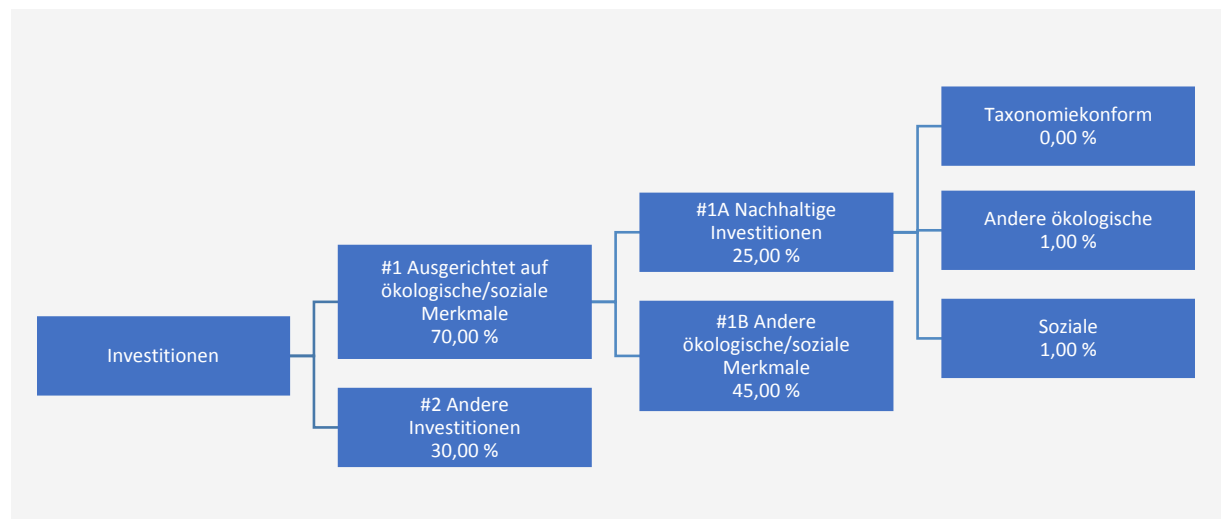 Investitionen
#1 Ausgerichtet auf
ökologische/soziale
Merkmale
70,00 %
#2 Andere
Investitionen
30,00 %
#1A Nachhaltige
Investitionen
25,00 %
#1B Andere
ökologische/soziale
Merkmale
45,00 %
Taxonomiekonform
0,00 %
Andere ökologische
1,00 %
Soziale
1,00 %